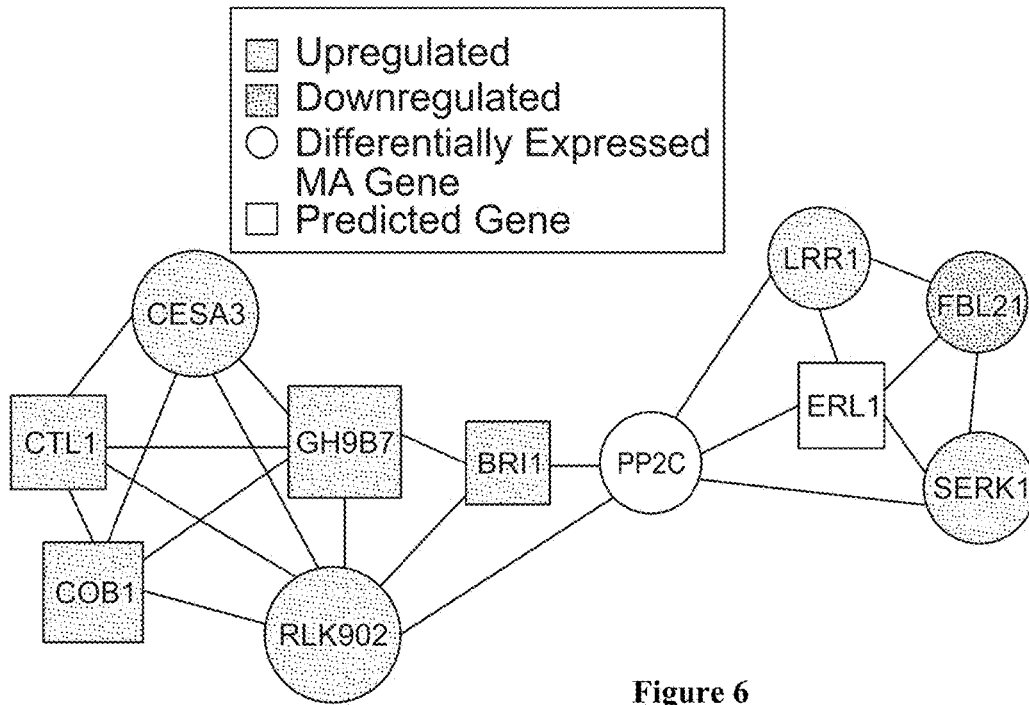 Upregulated
Downregulated
Differentially Expressed
MA Gene
Predicted Gene
LRR1
CESA3
FBL21
ERL1
CTL1
GH9B7
BRI1
PP2C
SERK1
COB1
RLK902
Figure 6